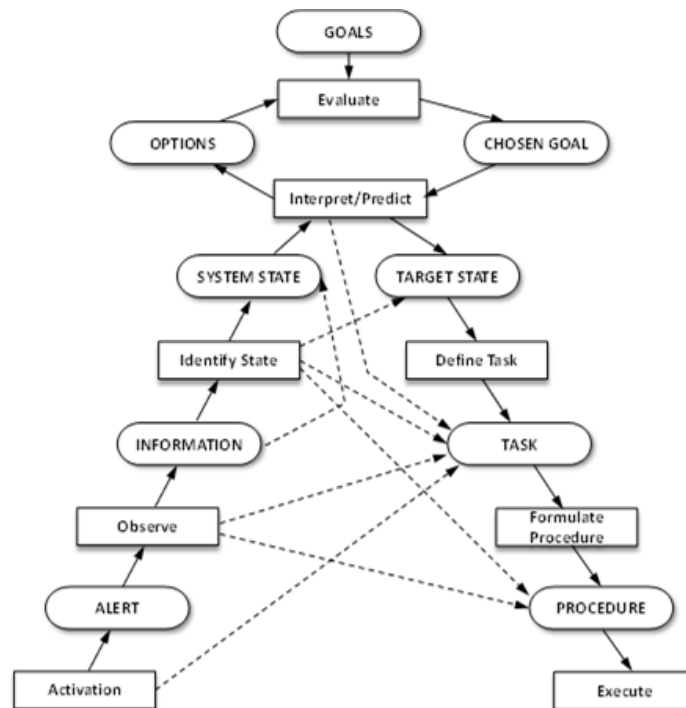 GOALS
Evaluate
OPTIONS
CHOSEN GOAL
Interpret/Predict
SYSTEM STATE
TARGET STATE
Identify State
Define Task
INFORMATION
TASK
Observe
Formulate
Procedure
ALERT
PROCEDURE
Activation
Execute